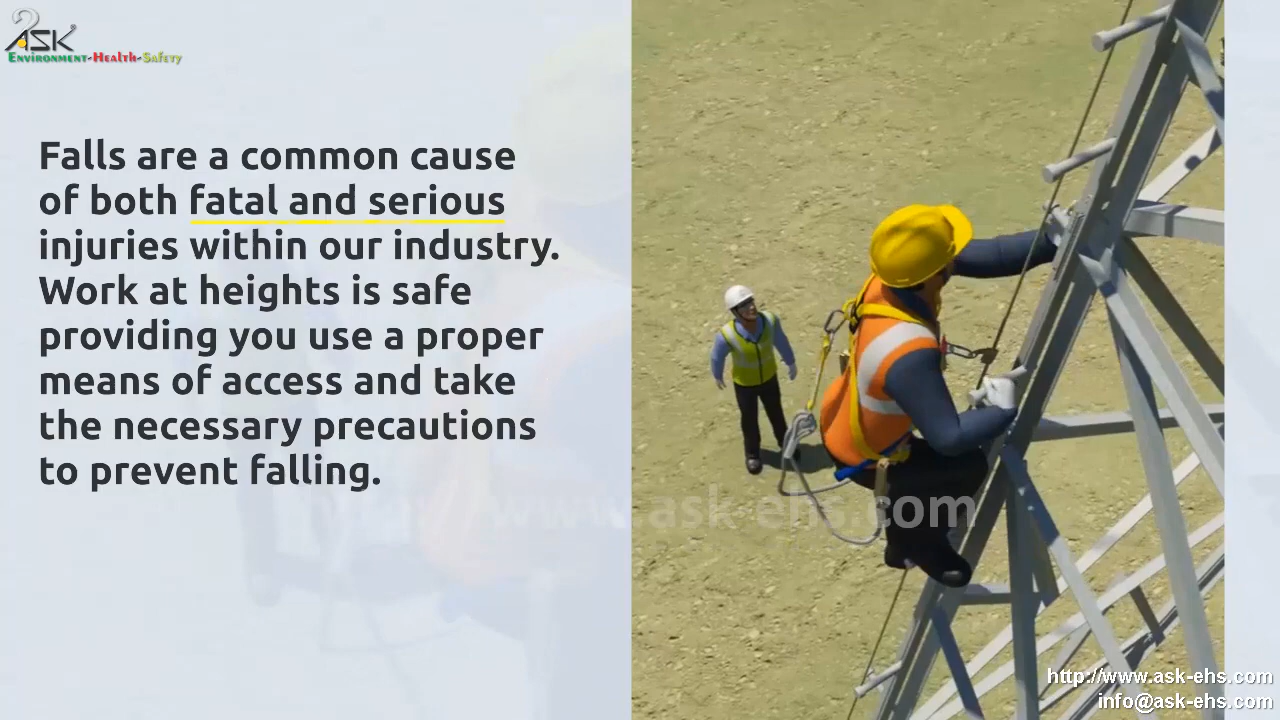 ASK
Environment-Health-Safety
Falls are a common cause
of both fatal and serious
injuries within our industry.
Work at heights is safe
providing you use a proper
means of access and take
the necessary precautions
to prevent falling.
www.ask-ehs.com
http://www.ask-ehs.com
info@ask-ehs.com